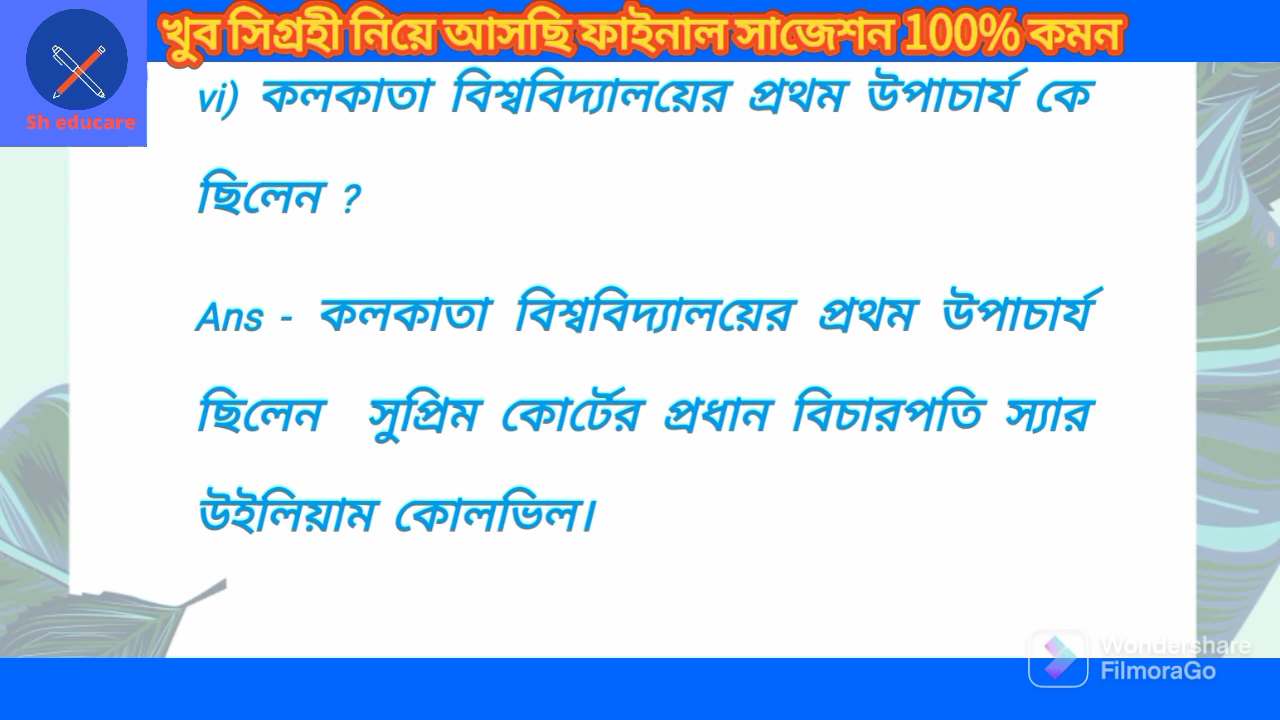 খুব সিগ্রহী নিয়ে আসছি ফাইনাল সাজেশন 100% কমন
Sh educare
vi) কলকাতা বিশ্ববিদ্যালয়ের প্রথম উপাচার্য কে
ছিলেন ?
Ans - কলকাতা বিশ্ববিদ্যালয়ের প্রথম উপাচার্য
ছিলেন সুপ্রিম কোর্টের প্রধান বিচারপতি স্যার
উইলিয়াম কোলভিল।
Wondershare
FilmoraGo